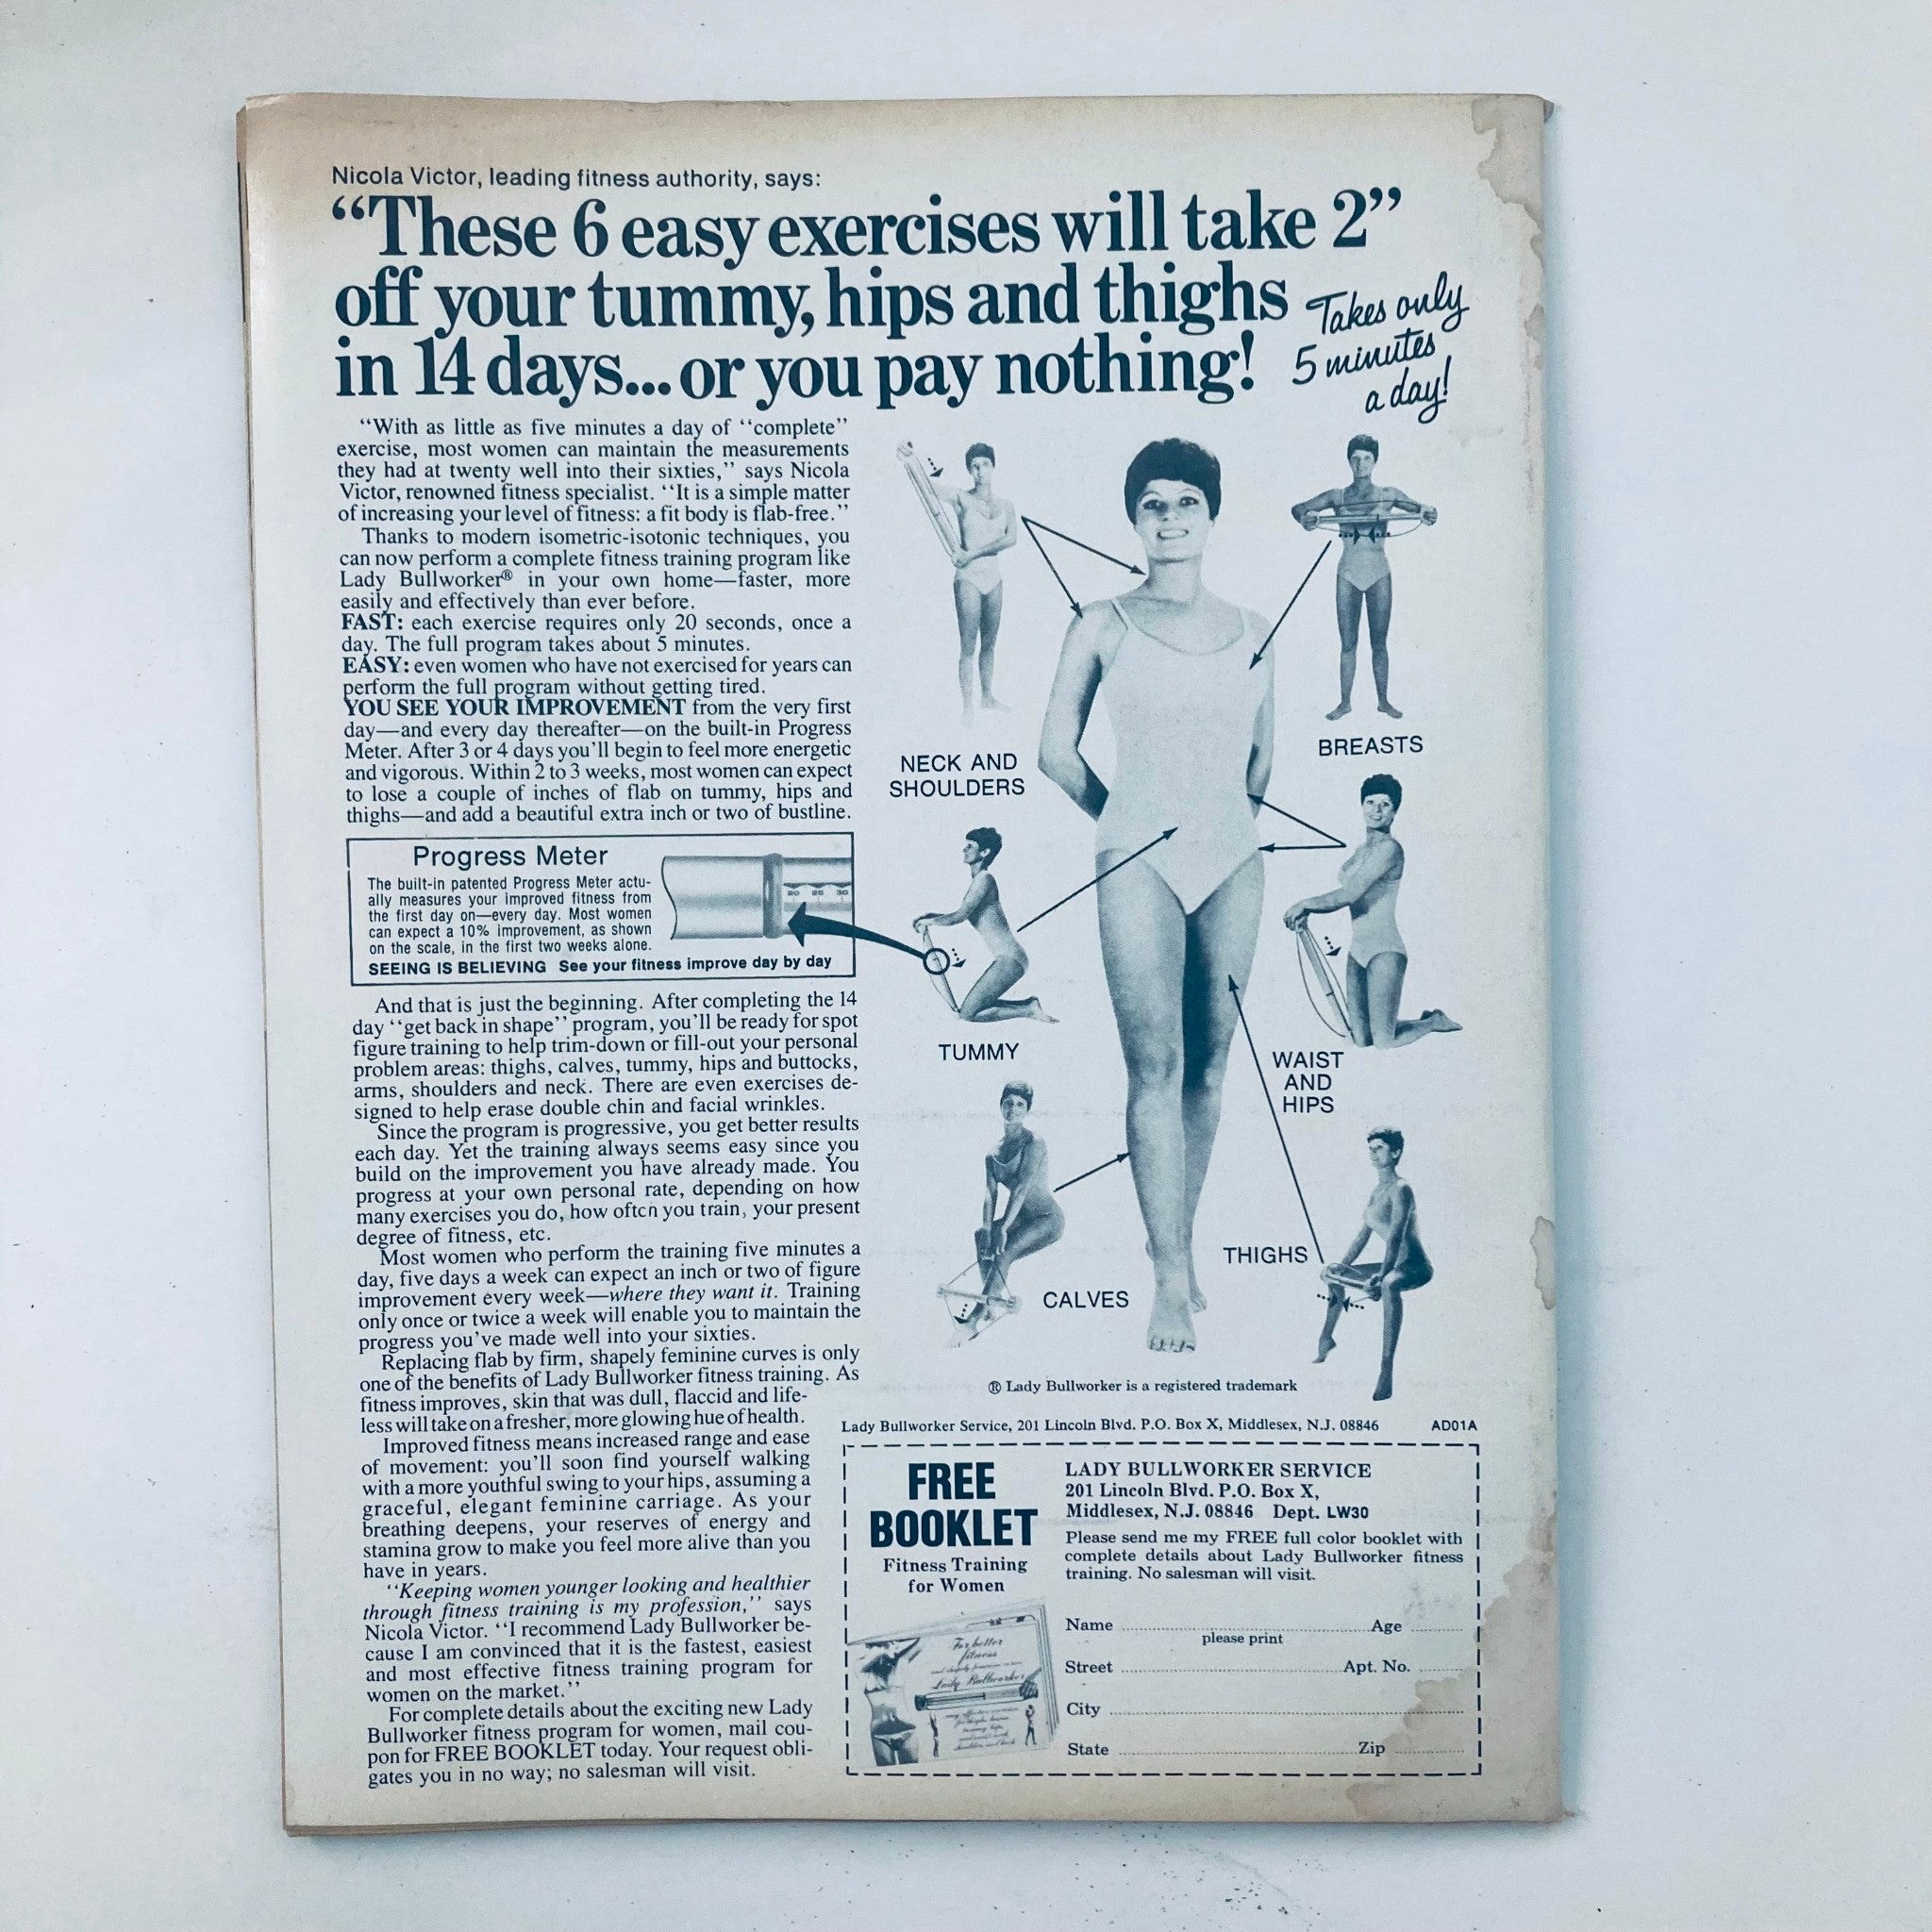 Nicola Victor, leading fitness authority, says:
“These 6 easy exercises will take 2”
off your tummy, hips and thighs
in 14 days... or you pay nothing!
Takes only
5 minutes
a day!
“With as little as five minutes a day of “complete”
exercise, most women can maintain the measurements
they had at twenty well into their sixties,” says Nicola
Victor, renowned fitness specialist. “It is a simple matter
of increasing your level of fitness: a fit body is flab-free.”
Thanks to modern isometric-isotonic techniques, you
can now perform a complete fitness training program like
Lady Bullworker® in your own home—faster, more
easily and effectively than ever before.
FAST: each exercise requires only 20 seconds, once a
day. The full program takes about 5 minutes.
EASY: even women who have not exercised for years can
perform the full program without getting tired.
YOU SEE YOUR IMPROVEMENT from the very first
day—and every day thereafter—on the built-in Progress
Meter. After 3 or 4 days you’ll begin to feel more energetic
and vigorous. Within 2 to 3 weeks, most women can expect
to lose a couple of inches of flab on tummy, hips and
thighs—and add a beautiful extra inch or two of bustline.
Progress Meter
The built-in patented Progress Meter actu-
ally measures your improved fitness from
the first day on—every day. Most women
can expect a 10% improvement, as shown
on the scale, in the first two weeks alone.
SEEING IS BELIEVING See your fitness improve day by day
20 25 30
And that is just the beginning. After completing the 14
day “get back in shape” program, you’ll be ready for spot
figure training to help trim-down or fill-out your personal
problem areas: thighs, calves, tummy, hips and buttocks,
arms, shoulders and neck. There are even exercises de-
signed to help erase double chin and facial wrinkles.
Since the program is progressive, you get better results
each day. Yet the training always seems easy since you
build on the improvement you have already made. You
progress at your own personal rate, depending on how
many exercises you do, how often you train, your present
degree of fitness, etc.
Most women who perform the training five minutes a
day, five days a week can expect an inch or two of figure
improvement every week—where they want it. Training
only once or twice a week will enable you to maintain the
progress you’ve made well into your sixties.
Replacing flab by firm, shapely feminine curves is only
one of the benefits of Lady Bullworker fitness training. As
fitness improves, skin that was dull, flaccid and life-
less will take on a fresher, more glowing hue of health.
Improved fitness means increased range and ease
of movement: you’ll soon find yourself walking
with a more youthful swing to your hips, assuming a
graceful, elegant feminine carriage. As your
breathing deepens, your reserves of energy and
stamina grow to make you feel more alive than you
have in years.
“Keeping women younger looking and healthier
through fitness training is my profession,” says
Nicola Victor. “I recommend Lady Bullworker be-
cause I am convinced that it is the fastest, easiest
and most effective fitness training program for
women on the market.”
For complete details about the exciting new Lady
Bullworker fitness program for women, mail cou-
pon for FREE BOOKLET today. Your request obli-
gates you in no way; no salesman will visit.
NECK AND
SHOULDERS
BREASTS
TUMMY
WAIST
AND
HIPS
CALVES
THIGHS
® Lady Bullworker is a registered trademark
Lady Bullworker Service, 201 Lincoln Blvd. P.O. Box X, Middlesex, N.J. 08846 AD01A
FREE
BOOKLET
Fitness Training
for Women
For better
fitness
Lady Bullworker
LADY BULLWORKER SERVICE
201 Lincoln Blvd. P.O. Box X,
Middlesex, N.J. 08846 Dept. LW30
Please send me my FREE full color booklet with
complete details about Lady Bullworker fitness
training. No salesman will visit.
Name Age
please print
Street Apt. No.
City
State Zip